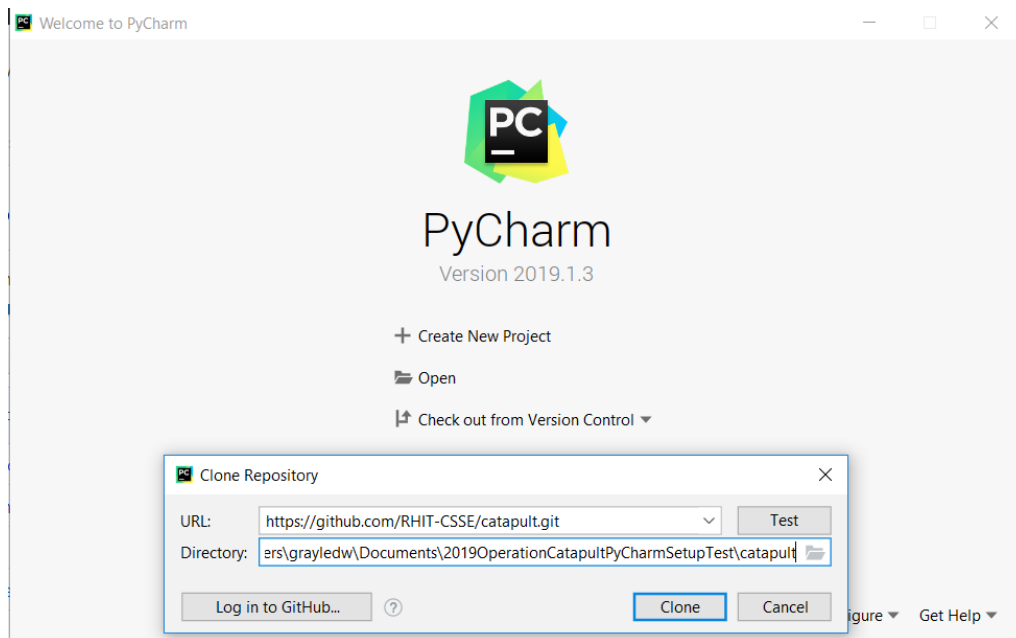 PC Welcome to PyCharm
PC
PyCharm
Version 2019.1.3
Create New Project
Open
Check out from Version Control
PC Clone Repository
URL: https://github.com/RHIT-CSSE/catapult.git Test
Directory: ers\grayledw\Documents\2019OperationCatapultPyCharmSetupTest\catapult
Log in to GitHub... ? Clone Cancel
igure Get Help